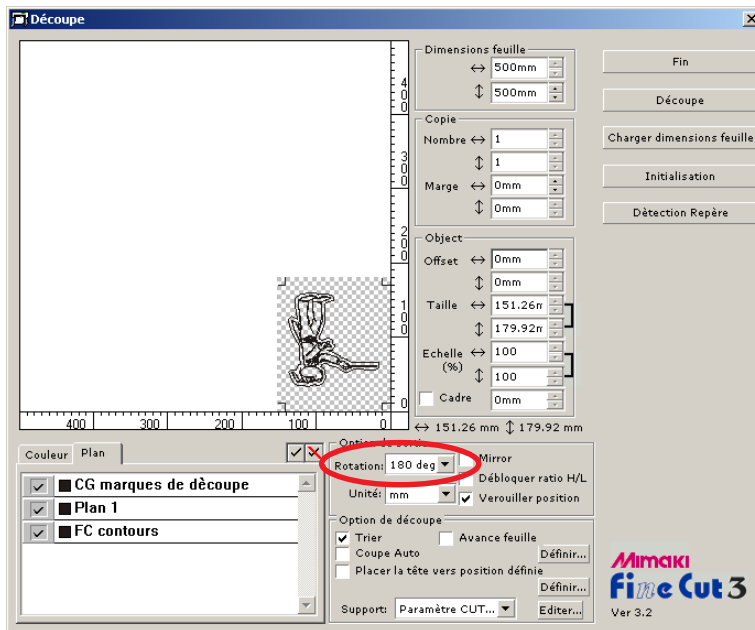 Découpe
Dimensions feuille
500mm
500mm
Copie
Nombre 1
1
Marge 0mm
0mm
Object
Offset 0mm
0mm
Taille 151.26m
179.92m
Echelle 100
(%)
100
Cadre 0mm
151.26 mm 179.92 mm
Fin
Découpe
Charger dimensions feuille
Initialisation
Dètection Repère
400
300
200
100
0
400 300 200 100 0
Couleur Plan
CG marques de dècoupe
Plan 1
FC contours
Rotation: 180 deg
Mirror
Débloquer ratio H/L
Unité: mm
Verouiller position
Option de découpe
Trier
Avance feuille
Coupe Auto
Définir...
Placer la tête vers position définie
Définir...
Support: Paramètre CUT...
Editer...
Mimaki
Fine Cut 3
Ver 3.2